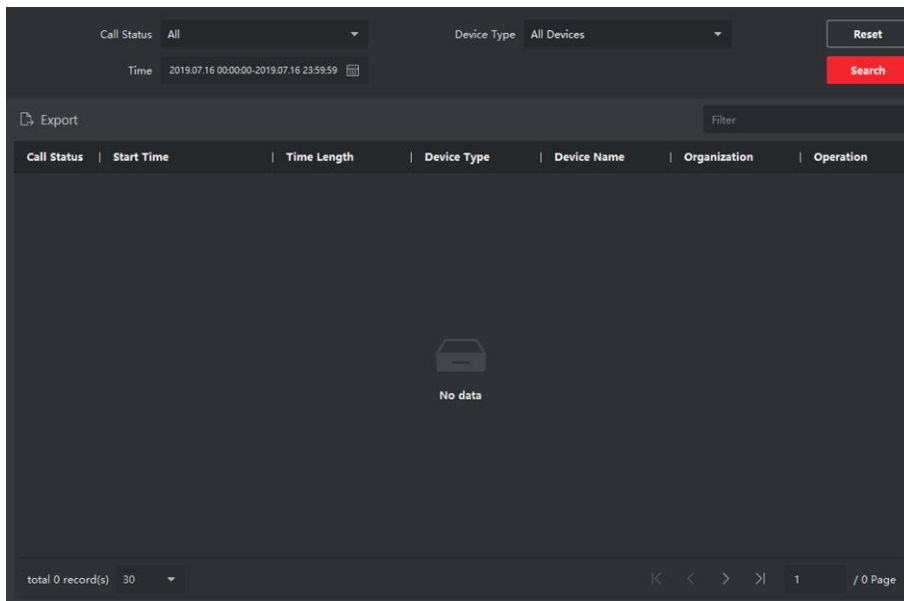 Call Status All Device Type All Devices Reset
Time 2019.07.16 00:00:00-2019.07.16 23:59:59 Search
Export Filter
Call Status | Start Time | Time Length | Device Type | Device Name | Organization | Operation
No data
total 0 record(s) 30 1 / 0 Page